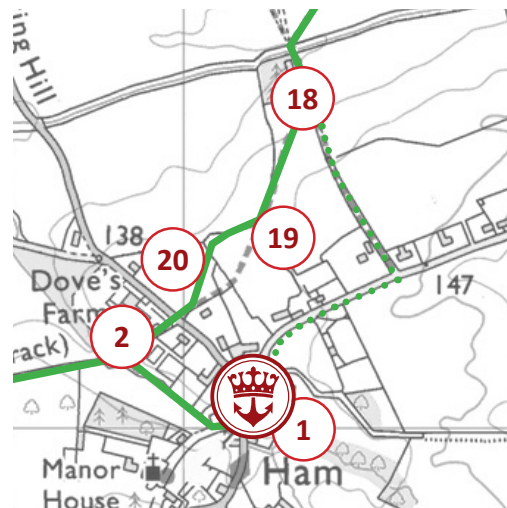 ing Hill
18
138
19
20
Dove's
Farm
147
2
rack)
1
Manor
House
Ham